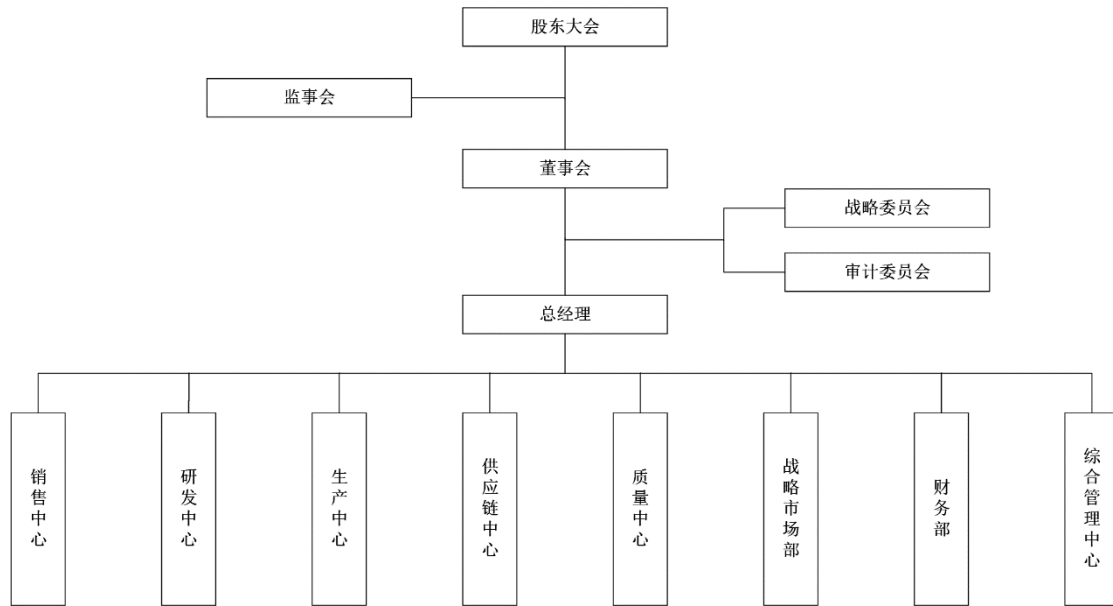 股东大会
监事会
董事会
战略委员会
审计委员会
总经理
销售中心
研发中心
生产中心
供应链中心
质量中心
战略市场部
财务部
综合管理中心